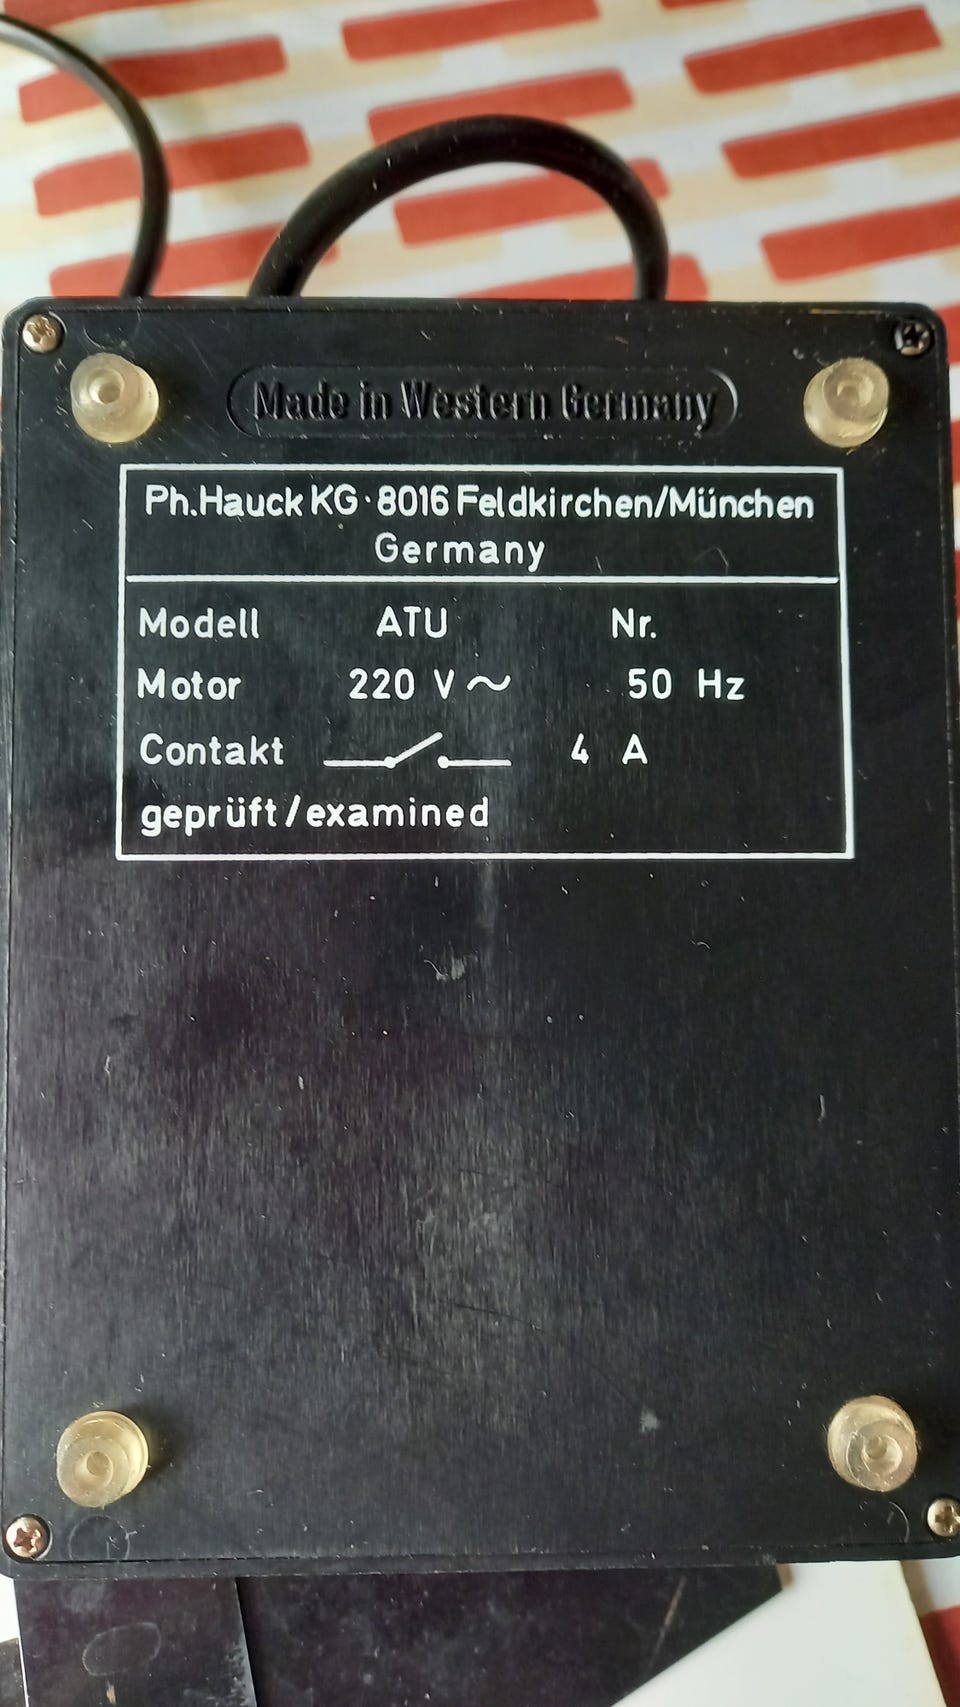 Made in Western Germany
Ph.Hauck KG · 8016 Feldkirchen/München
Germany
Modell ATU Nr.
Motor 220 V ~ 50 Hz
Contakt 4 A
geprüft/examined